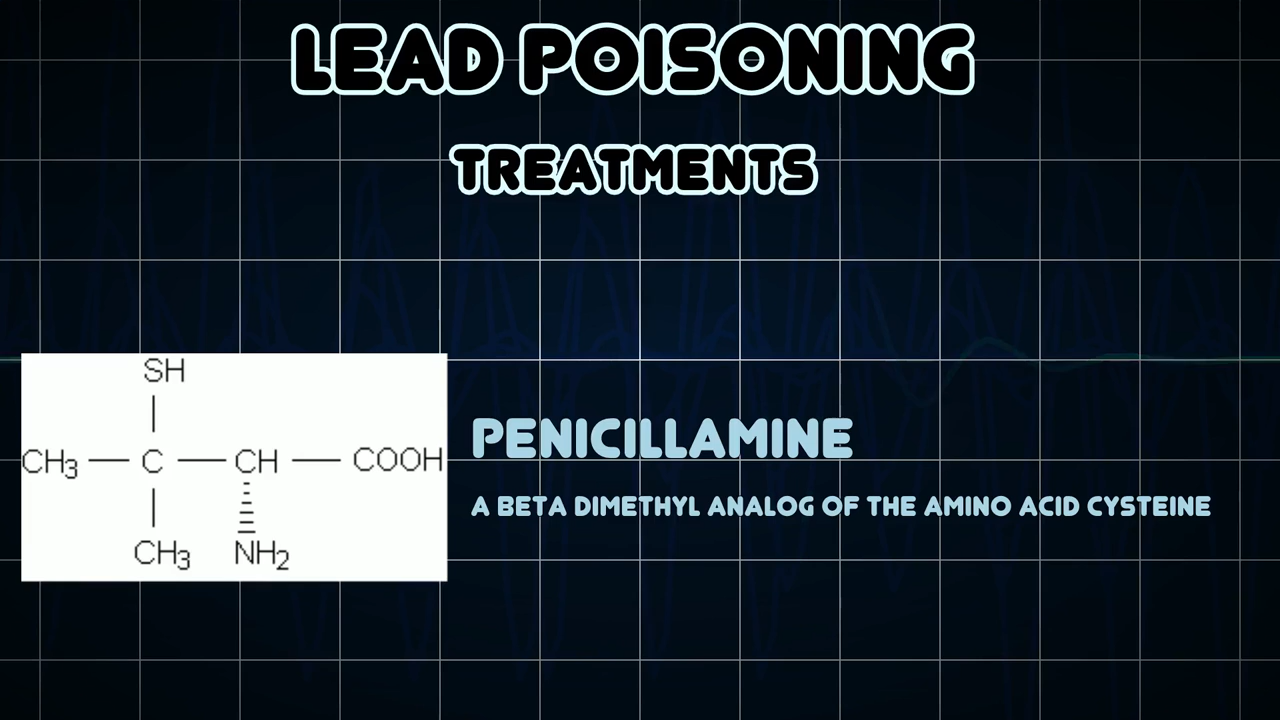 LEAD POISONING
TREATMENTS
SH
CH3 — C — CH — COOH
CH3 NH2
PENICILLAMINE
A BETA DIMETHYL ANALOG OF THE AMINO ACID CYSTEINE